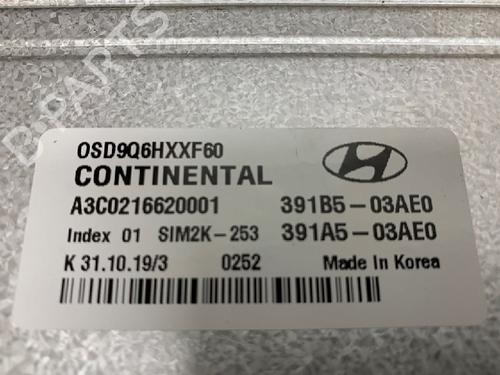 B-PARTS
OSD9Q6HXXF60
CONTINENTAL
A3C0216620001 391B5-03AE0
Index 01 SIM2K-253 391A5-03AE0
K 31.10.19/3 0252 Made in Korea